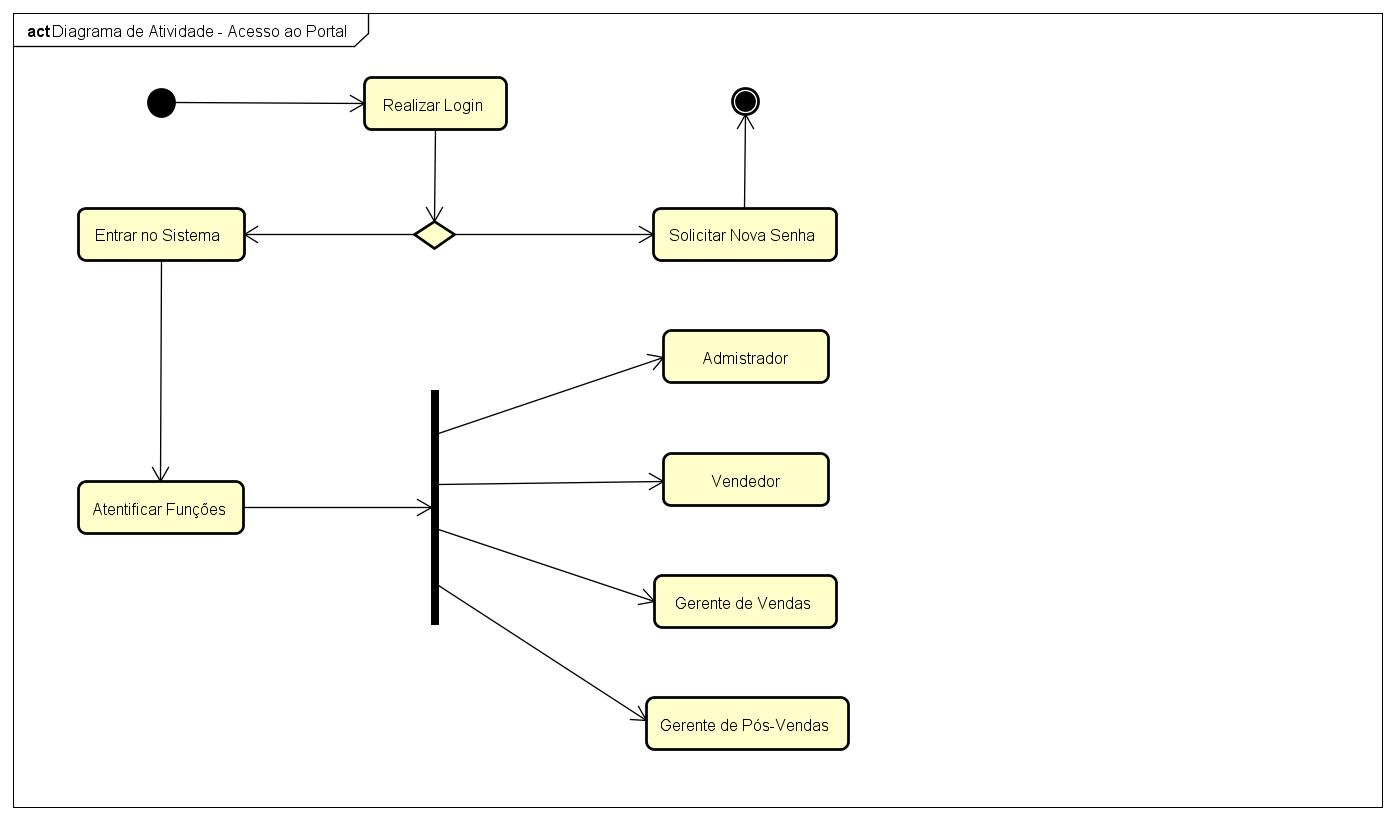 act Diagrama de Atividade - Acesso ao Portal
Realizar Login
Entrar no Sistema
Solicitar Nova Senha
Admistrador
Vendedor
Atentificar Funções
Gerente de Vendas
Gerente de Pós-Vendas